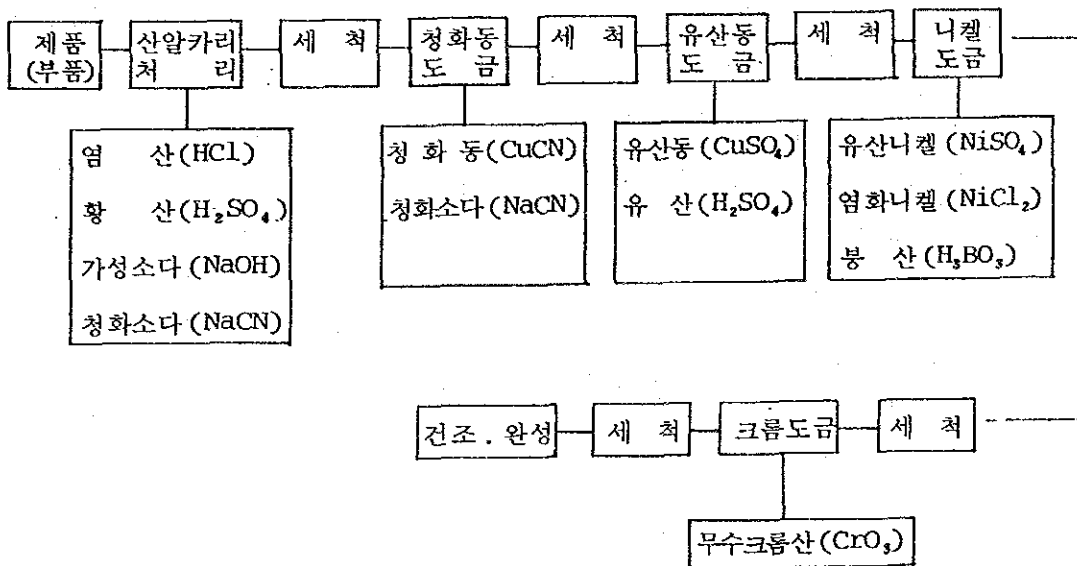 제품
(부품)
산알카리
처 리
세 척
청화동
도 금
세 척
유산동
도 금
세 척
니켈
도금
염 산(HCl)
황 산(H₂SO₄)
가성소다(NaOH)
청화소다(NaCN)
청 화 동(CuCN)
청화소다(NaCN)
유산동(CuSO₄)
유 산(H₂SO₄)
유산니켈(NiSO₄)
염화니켈(NiCl₂)
붕 산(H₃BO₃)
건조.완성
세 척
크롬도금
세 척
무수크롬산(CrO₃)